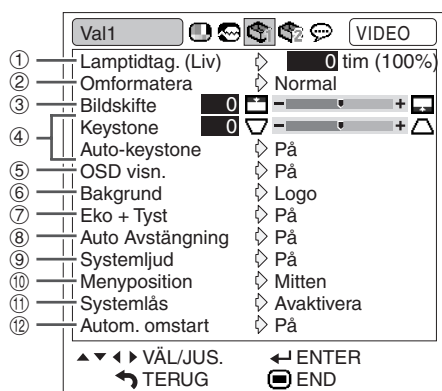 Val1 VIDEO
① Lamptidtag. (Liv) 0 tim (100%)
② Omformatera Normal
③ Bildskifte 0 − +
④ Keystone 0 − +
Auto-keystone På
⑤ OSD visn. På
⑥ Bakgrund Logo
⑦ Eko + Tyst På
⑧ Auto Avstängning På
⑨ Systemljud På
⑩ Menyposition Mitten
⑪ Systemlås Avaktivera
⑫ Autom. omstart På
VÄL/JUS. ENTER
TERUG END